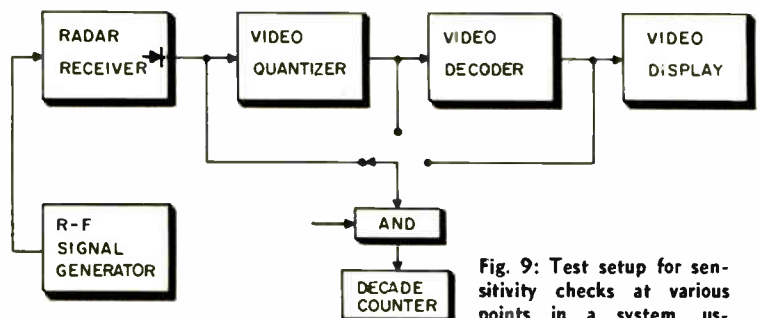 RADAR
RECEIVER
VIDEO
QUANTIZER
VIDEO
DECODER
VIDEO
DISPLAY
R-F
SIGNAL
GENERATOR
AND
DECADE
COUNTER
Fig. 9: Test setup for sen-
sitivity checks at various
points in a system, us-